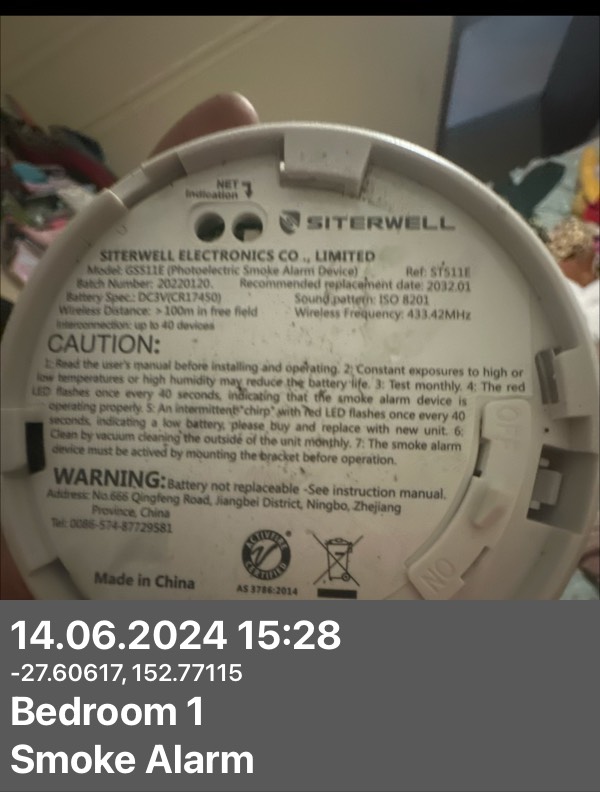 NET
Indication
SITERWELL
SITERWELL ELECTRONICS CO ., LIMITED
Model: GS511E (Photoelectric Smoke Alarm Device) Ref: ST511E
Batch Number: 20220120. Recommended replacement date: 2032.01
Battery Spec.: DC3V(CR17450) Sound pattern: ISO 8201
Wireless Distance: >100m in free field Wireless Frequency: 433.42MHz
Interconnection: up to 40 devices
CAUTION:
1: Read the user's manual before installing and operating. 2: Constant exposures to high or
low temperatures or high humidity may reduce the battery life. 3: Test monthly. 4: The red
LED flashes once every 40 seconds, indicating that the smoke alarm device is
operating properly. 5: An intermittent "chirp" with red LED flashes once every 40
seconds, indicating a low battery, please buy and replace with new unit. 6:
Clean by vacuum cleaning the outside of the unit monthly. 7: The smoke alarm
device must be actived by mounting the bracket before operation.
WARNING: Battery not replaceable -See instruction manual.
Address: No.666 Qingfeng Road, Jiangbei District, Ningbo, Zhejiang
Province, China
Tel: 0086-574-87729581
OFF
ON
ACTIVFIRE
CERTIFIED
Made in China
AS 3786:2014
14.06.2024 15:28
-27.60617, 152.77115
Bedroom 1
Smoke Alarm